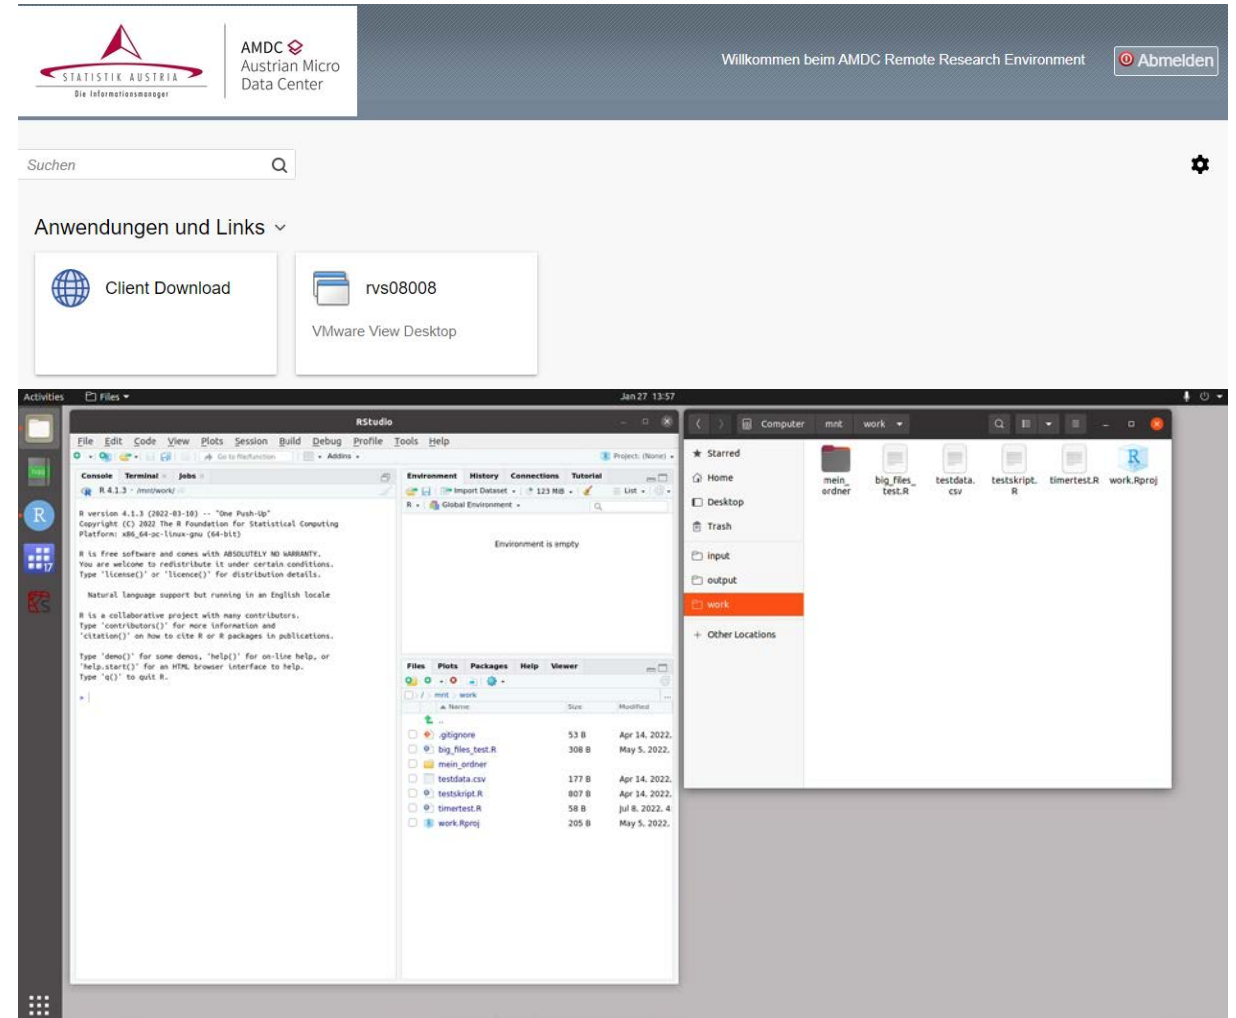 STATISTIK AUSTRIA
Die Informationsmanager
AMDC
Austrian Micro
Data Center
Willkommen beim AMDC Remote Research Environment
Abmelden
Suchen
Anwendungen und Links
Client Download
rvs08008
VMware View Desktop
Activities
Files
Jan 27 13:57
RStudio
File Edit Code View Plots Session Build Debug Profile Tools Help
Go to file/function
Addins
Project: (None)
Console Terminal Jobs
R 4.1.3 · /mnt/work/
R version 4.1.3 (2022-03-10) -- "One Push-Up"
Copyright (C) 2022 The R Foundation for Statistical Computing
Platform: x86_64-pc-linux-gnu (64-bit)
R is free software and comes with ABSOLUTELY NO WARRANTY.
You are welcome to redistribute it under certain conditions.
Type 'license()' or 'licence()' for distribution details.
Natural language support but running in an English locale
R is a collaborative project with many contributors.
Type 'contributors()' for more information and
'citation()' on how to cite R or R packages in publications.
Type 'demo()' for some demos, 'help()' for on-line help, or
'help.start()' for an HTML browser interface to help.
Type 'q()' to quit R.
>
Environment History Connections Tutorial
Import Dataset 123 MiB List
R Global Environment
Environment is empty
Files Plots Packages Help Viewer
/ mnt work
Name Size Modified
..
.gitignore 53 B Apr 14, 2022,
big_files_test.R 308 B May 5, 2022,
mein_ordner
testdata.csv 177 B Apr 14, 2022,
testskript.R 807 B Apr 14, 2022,
timertest.R 58 B Jul 8, 2022, 4
work.Rproj 205 B May 5, 2022,
Computer mnt work
Starred
Home
Desktop
Trash
input
output
work
+ Other Locations
mein_
ordner
big_files_
test.R
testdata.
csv
testskript.
R
timertest.R
work.Rproj
R
17